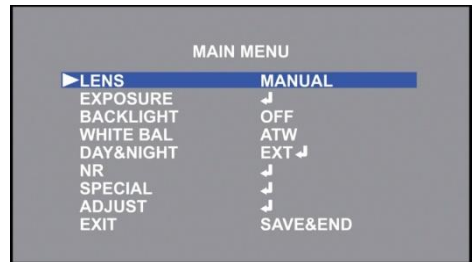 MAIN MENU
►LENS MANUAL
EXPOSURE ↲
BACKLIGHT OFF
WHITE BAL ATW
DAY&NIGHT EXT↲
NR ↲
SPECIAL ↲
ADJUST ↲
EXIT SAVE&END